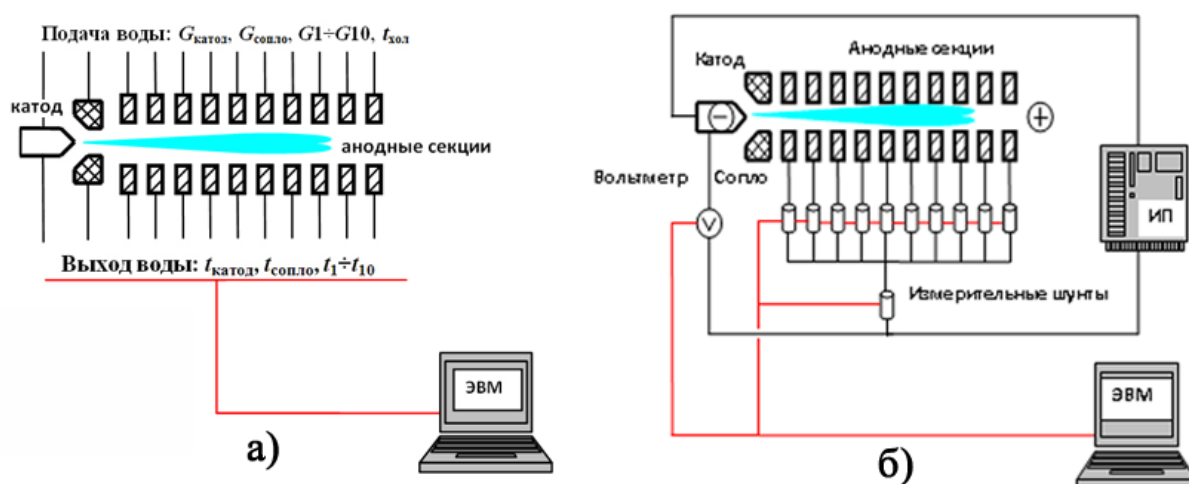 Подача воды: Gкатод, Gсопло, G1÷G10, tхол
катод
анодные секции
Выход воды: tкатод, tсопло, t1÷t10
ЭВМ
а)
Анодные секции
Катод
−
+
Вольтметр
Сопло
V
ИП
Измерительные шунты
ЭВМ
б)